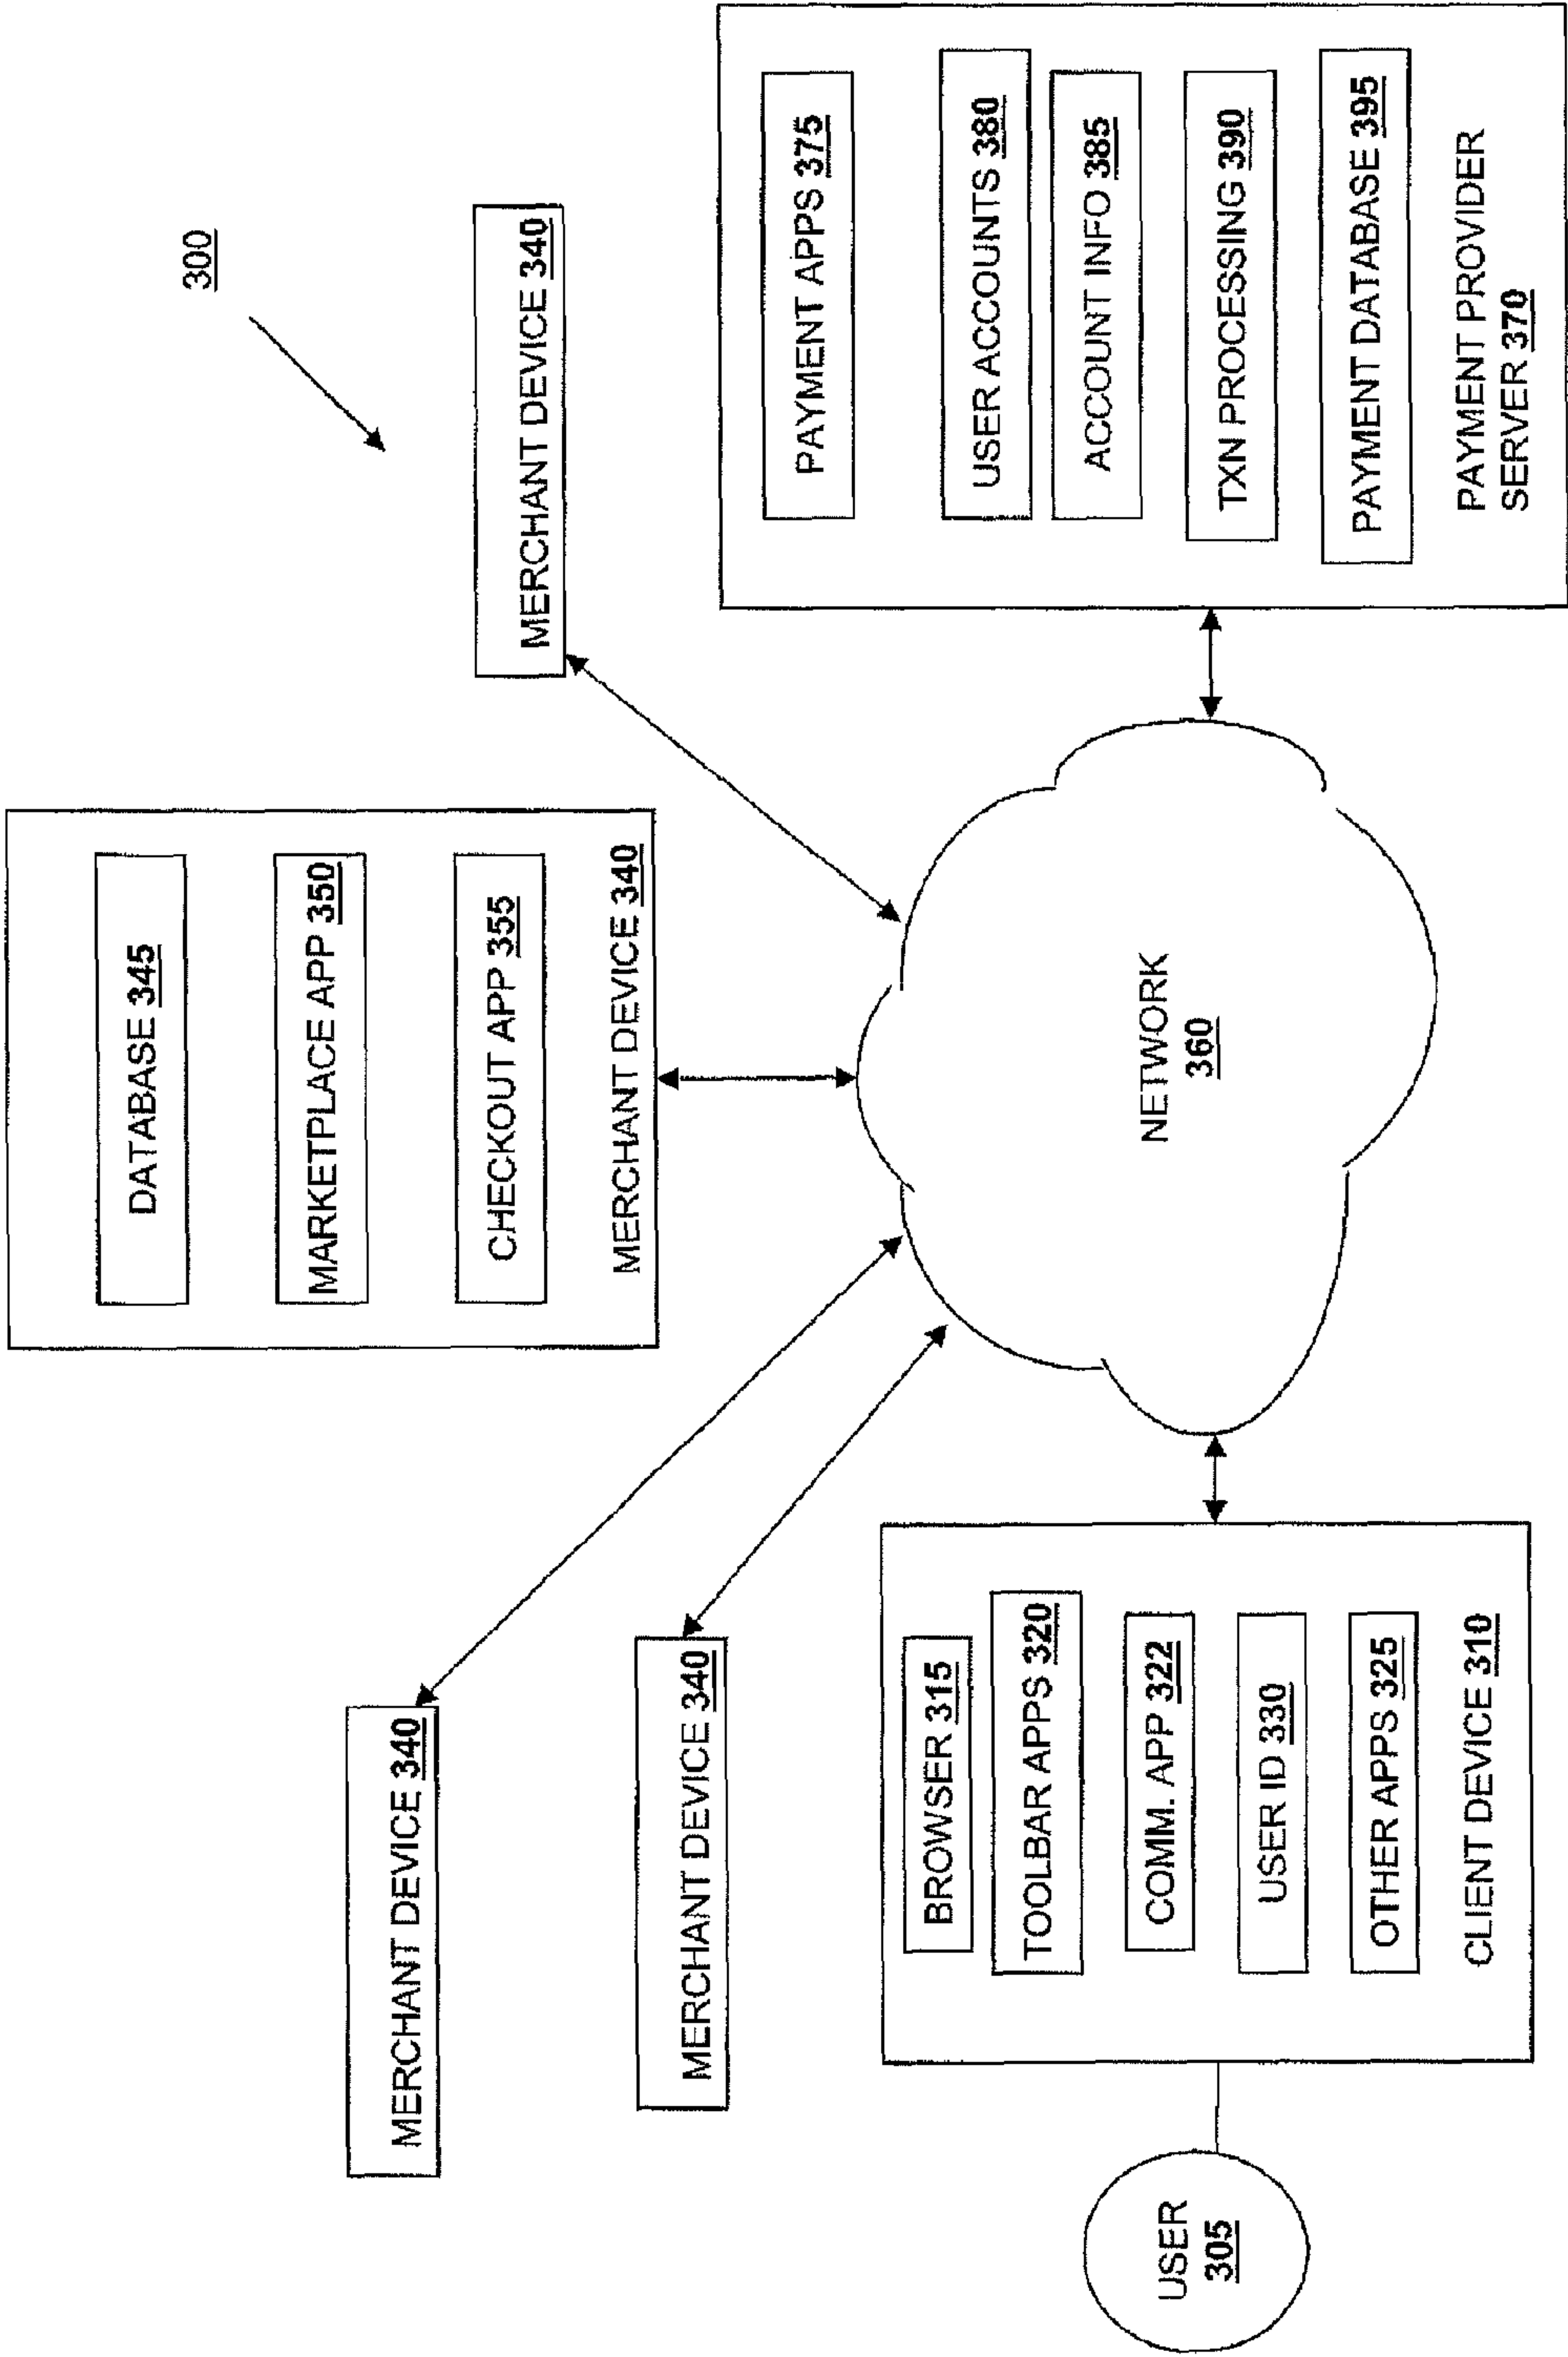 300
MERCHANT DEVICE 340
MERCHANT DEVICE 340
DATABASE 345
MARKETPLACE APP 350
CHECKOUT APP 355
MERCHANT DEVICE 340
MERCHANT DEVICE 340
USER
305
BROWSER 315
TOOLBAR APPS 320
COMM. APP 322
USER ID 330
OTHER APPS 325
CLIENT DEVICE 310
NETWORK
360
PAYMENT APPS 375
USER ACCOUNTS 380
ACCOUNT INFO 385
TXN PROCESSING 390
PAYMENT DATABASE 395
PAYMENT PROVIDER
SERVER 370